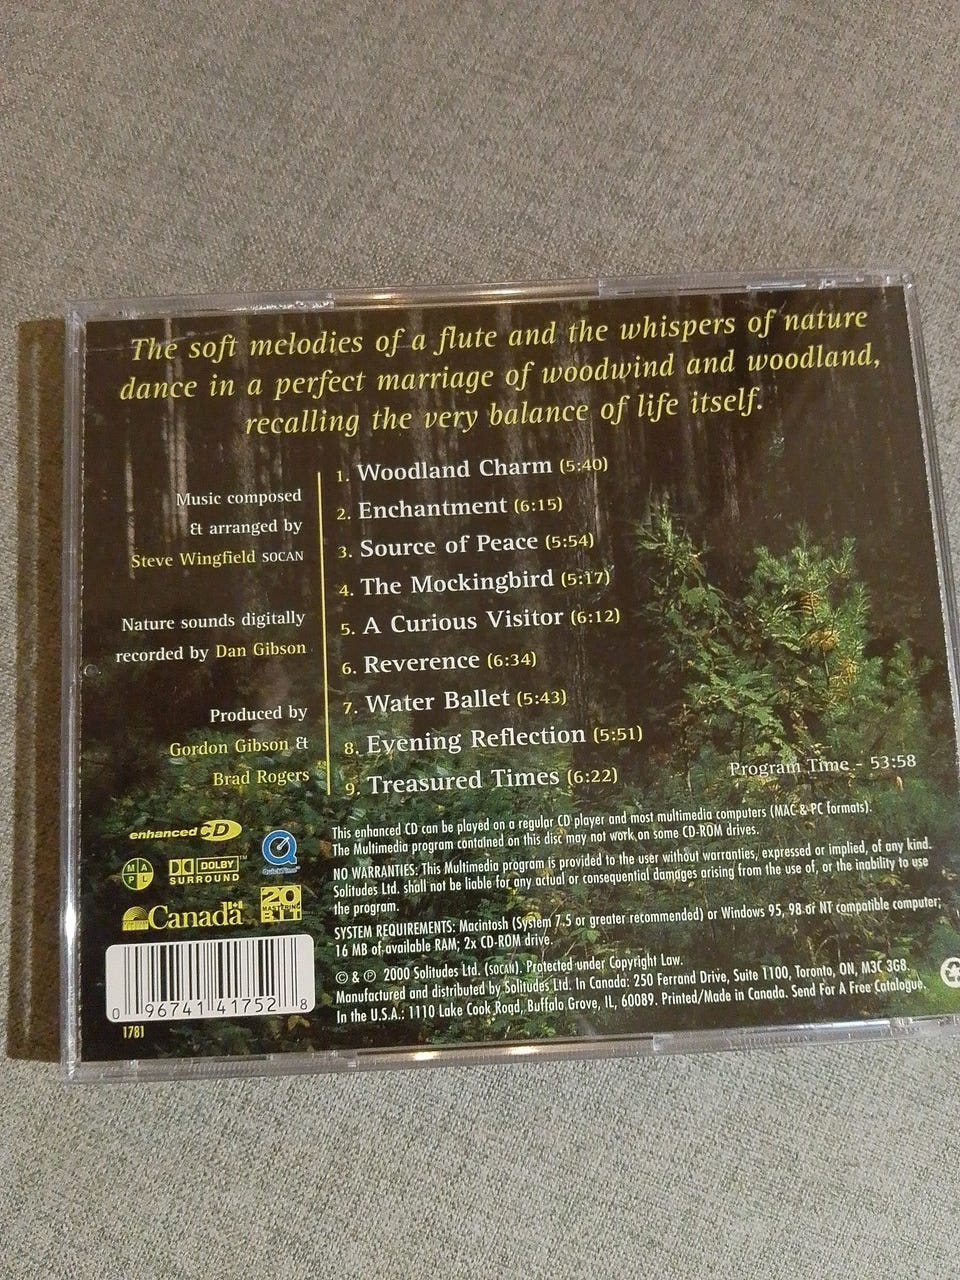 The soft melodies of a flute and the whispers of nature
dance in a perfect marriage of woodwind and woodland,
recalling the very balance of life itself.
Music composed
& arranged by
Steve Wingfield SOCAN
Nature sounds digitally
recorded by Dan Gibson
Produced by
Gordon Gibson &
Brad Rogers
1. Woodland Charm (5:40)
2. Enchantment (6:15)
3. Source of Peace (5:54)
4. The Mockingbird (5:17)
5. A Curious Visitor (6:12)
6. Reverence (6:34)
7. Water Ballet (5:43)
8. Evening Reflection (5:51)
9. Treasured Times (6:22)
Program Time - 53:58
enhanced CD
QuickTime™
MAPL
DOLBY™
SURROUND
Canada
20
MASTERING
BIT
0 96741 41752 8
1781
This enhanced CD can be played on a regular CD player and most multimedia computers (MAC & PC formats).
The Multimedia program contained on this disc may not work on some CD-ROM drives.
NO WARRANTIES: This Multimedia program is provided to the user without warranties, expressed or implied, of any kind.
Solitudes Ltd. shall not be liable for any actual or consequential damages arising from the use of, or the inability to use
the program.
SYSTEM REQUIREMENTS: Macintosh (System 7.5 or greater recommended) or Windows 95, 98 or NT compatible computer;
16 MB of available RAM; 2x CD-ROM drive.
© & ℗ 2000 Solitudes Ltd. (SOCAN). Protected under Copyright Law.
Manufactured and distributed by Solitudes Ltd. In Canada: 250 Ferrand Drive, Suite 1100, Toronto, ON, M3C 3G8.
In the U.S.A.: 1110 Lake Cook Road, Buffalo Grove, IL, 60089. Printed/Made in Canada. Send For A Free Catalogue.